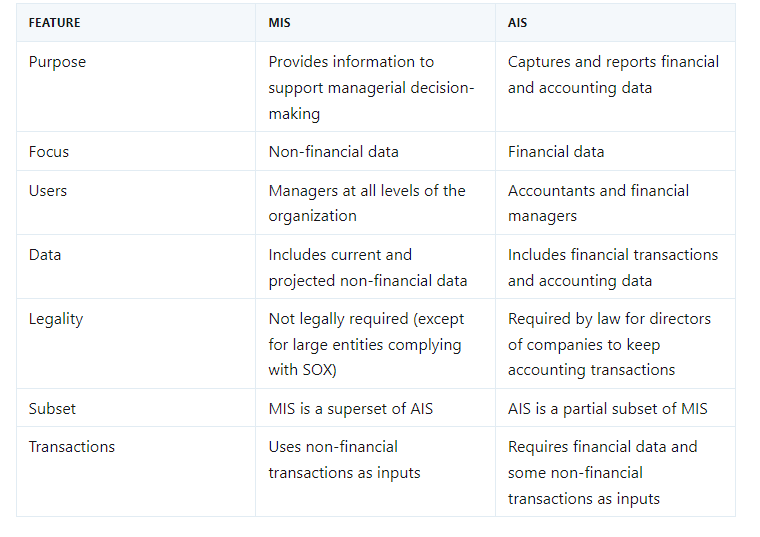 FEATURE MIS AIS
Purpose
Provides information to
support managerial decision-
making
Captures and reports financial
and accounting data
Focus
Non-financial data
Financial data
Users
Managers at all levels of the
organization
Accountants and financial
managers
Data
Includes current and
projected non-financial data
Includes financial transactions
and accounting data
Legality
Not legally required (except
for large entities complying
with SOX)
Required by law for directors
of companies to keep
accounting transactions
Subset
MIS is a superset of AIS
AIS is a partial subset of MIS
Transactions
Uses non-financial
transactions as inputs
Requires financial data and
some non-financial
transactions as inputs